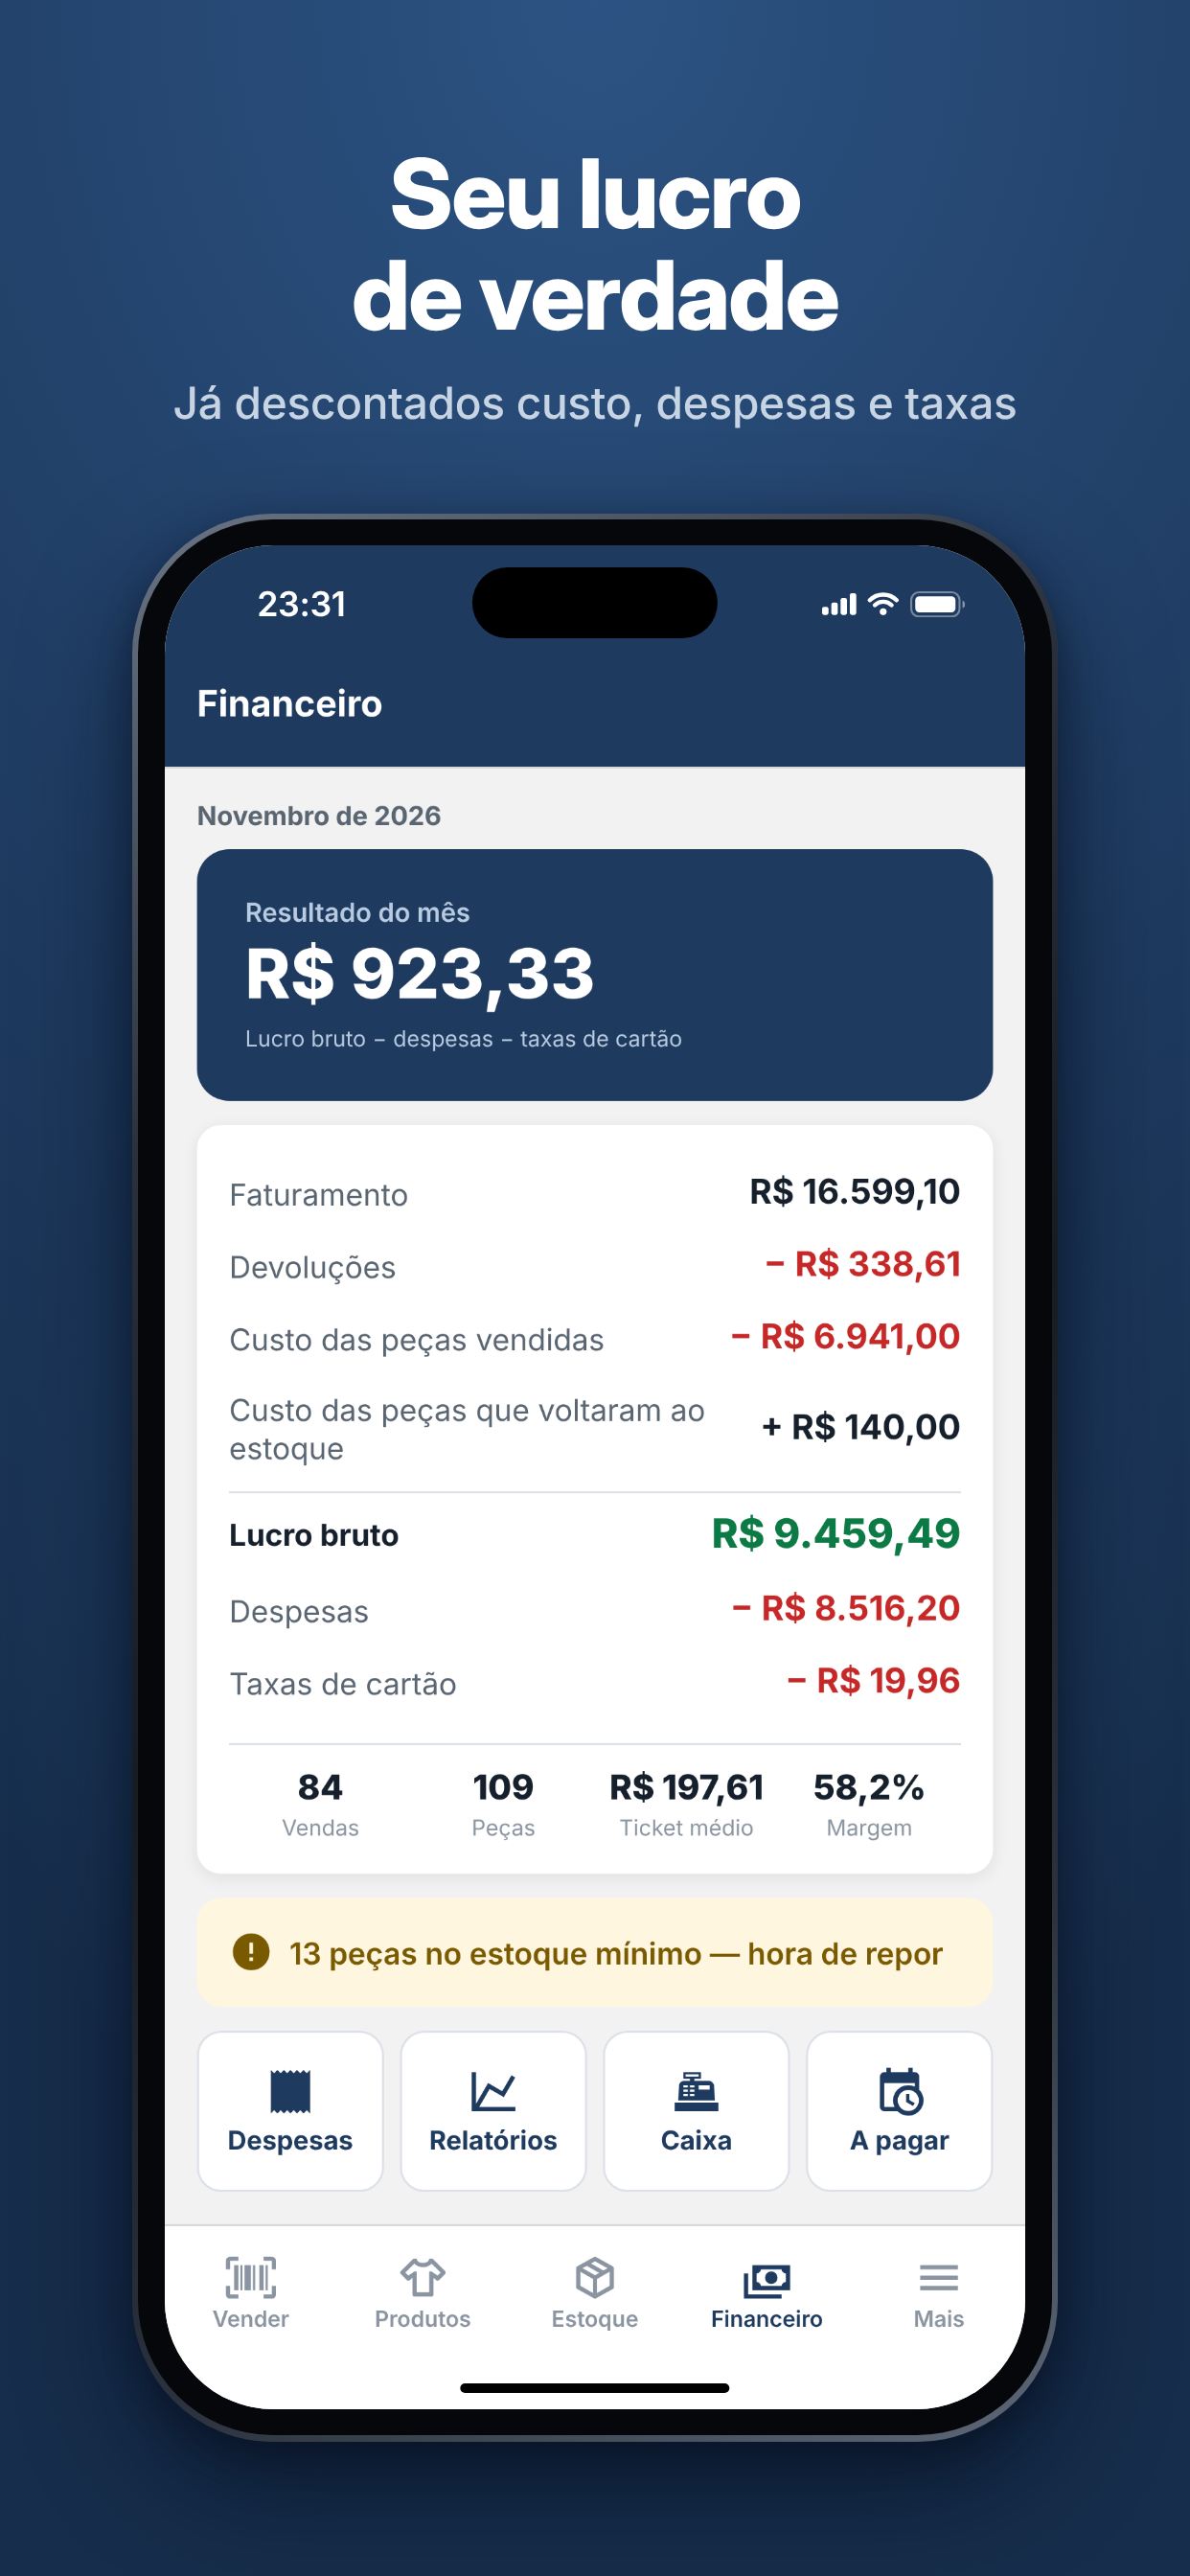 Seu lucro
de verdade
Já descontados custo, despesas e taxas
23:31
Financeiro
Novembro de 2026
Resultado do mês
R$ 923,33
Lucro bruto − despesas − taxas de cartão
Faturamento R$ 16.599,10
Devoluções − R$ 338,61
Custo das peças vendidas − R$ 6.941,00
Custo das peças que voltaram ao
estoque + R$ 140,00
Lucro bruto R$ 9.459,49
Despesas − R$ 8.516,20
Taxas de cartão − R$ 19,96
84 109 R$ 197,61 58,2%
Vendas Peças Ticket médio Margem
13 peças no estoque mínimo — hora de repor
Despesas Relatórios Caixa A pagar
Vender Produtos Estoque Financeiro Mais